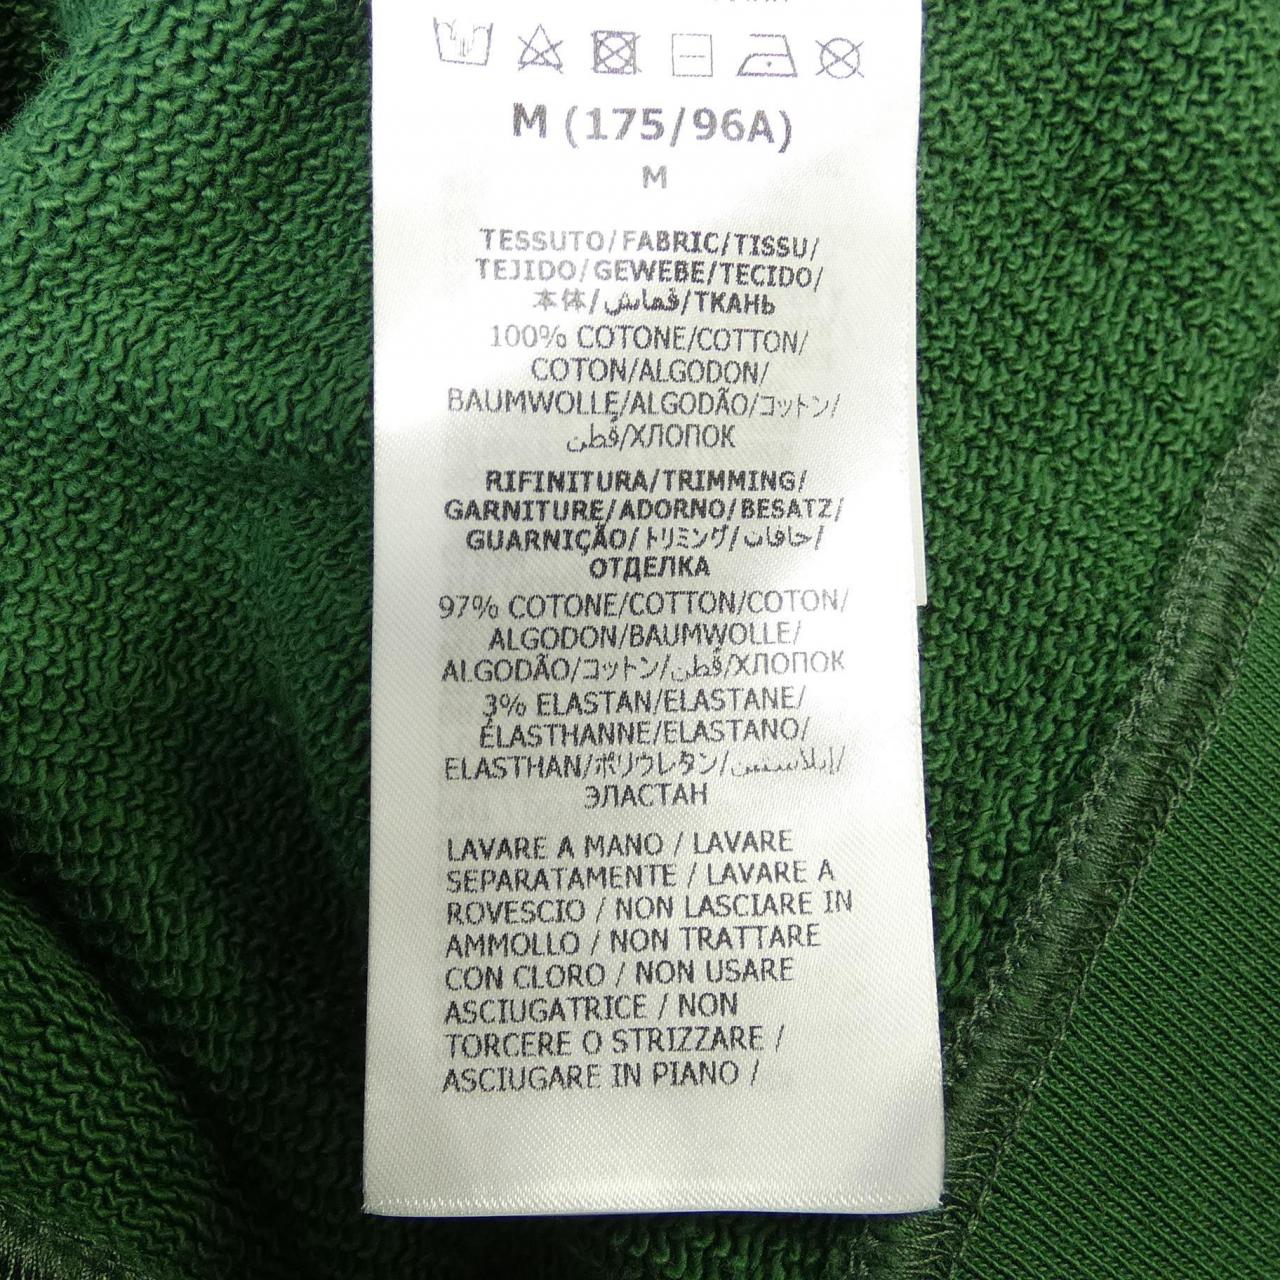 M (175/96A)
M
TESSUTO/FABRIC/TISSU/
TEJIDO/GEWEBE/TECIDO/
本体/قماش/ТКАНЬ
100% COTONE/COTTON/
COTON/ALGODON/
BAUMWOLLE/ALGODÃO/コットン/
قُطن/ХЛОПОК
RIFINITURA/TRIMMING/
GARNITURE/ADORNO/BESATZ/
GUARNIÇÃO/トリミング/حافات/
ОТДЕЛКА
97% COTONE/COTTON/COTON/
ALGODON/BAUMWOLLE/
ALGODÃO/コットン/قُطن/ХЛОПОК
3% ELASTAN/ELASTANE/
ÉLASTHANNE/ELASTANO/
ELASTHAN/ポリウレタン/إيلاستين/
ЭЛАСТАН
LAVARE A MANO / LAVARE
SEPARATAMENTE / LAVARE A
ROVESCIO / NON LASCIARE IN
AMMOLLO / NON TRATTARE
CON CLORO / NON USARE
ASCIUGATRICE / NON
TORCERE O STRIZZARE /
ASCIUGARE IN PIANO /